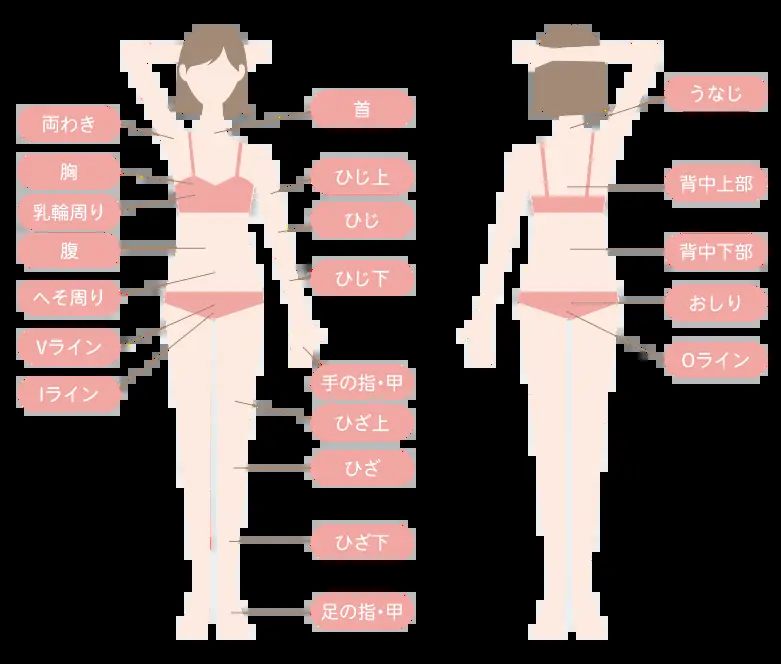 両わき
胸
乳輪周り
腹
へそ周り
Vライン
Iライン
首
ひじ上
ひじ
ひじ下
手の指・甲
ひざ上
ひざ
ひざ下
足の指・甲
うなじ
背中上部
背中下部
おしり
Oライン